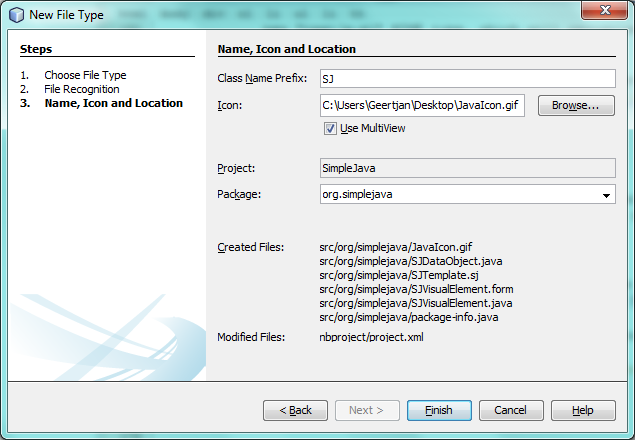 New File Type
Steps
1. Choose File Type
2. File Recognition
3. Name, Icon and Location
Name, Icon and Location
Class Name Prefix: SJ
Icon: C:\Users\Geertjan\Desktop\JavaIcon.gif Browse...
Use MultiView
Project: SimpleJava
Package: org.simplejava
Created Files: src/org/simplejava/JavaIcon.gif
src/org/simplejava/SJDataObject.java
src/org/simplejava/SJTemplate.sj
src/org/simplejava/SJVisualElement.form
src/org/simplejava/SJVisualElement.java
src/org/simplejava/package-info.java
Modified Files: nbproject/project.xml
< Back Next > Finish Cancel Help